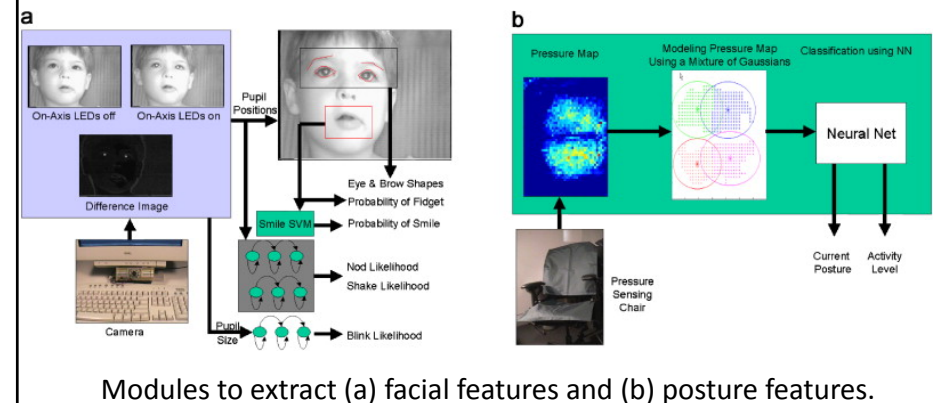 a
On-Axis LEDs off
On-Axis LEDs on
Difference Image
Camera
Pupil
Positions
Eye & Brow Shapes
Probability of Fidget
Smile SVM
Probability of Smile
Nod Likelihood
Shake Likelihood
Pupil
Size
Blink Likelihood
b
Pressure Map
Modeling Pressure Map
Using a Mixture of Gaussians
Classification using NN
Neural Net
Pressure
Sensing
Chair
Current
Posture
Activity
Level
Modules to extract (a) facial features and (b) posture features.